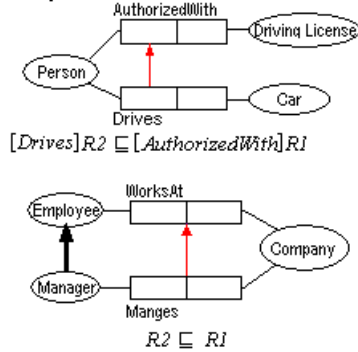 AuthorizedWith
Driving License
Person
Car
Drives
[Drives]R2 ⊑ [AuthorizedWith]R1
WorksAt
Employee
Company
Manager
Manges
R2 ⊑ R1